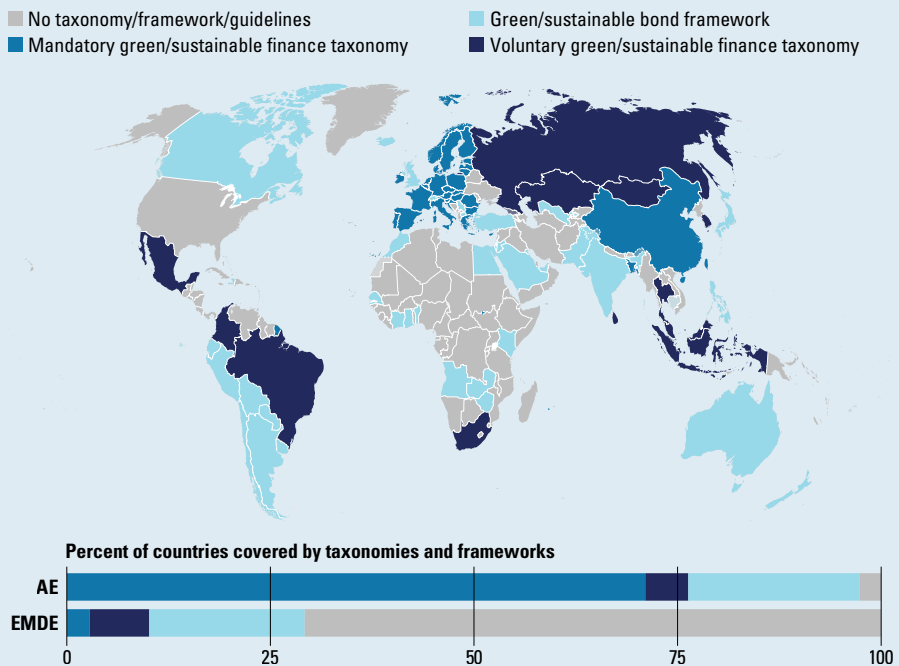 No taxonomy/framework/guidelines
Green/sustainable bond framework
Mandatory green/sustainable finance taxonomy
Voluntary green/sustainable finance taxonomy
Percent of countries covered by taxonomies and frameworks
AE
EMDE
0 25 50 75 100